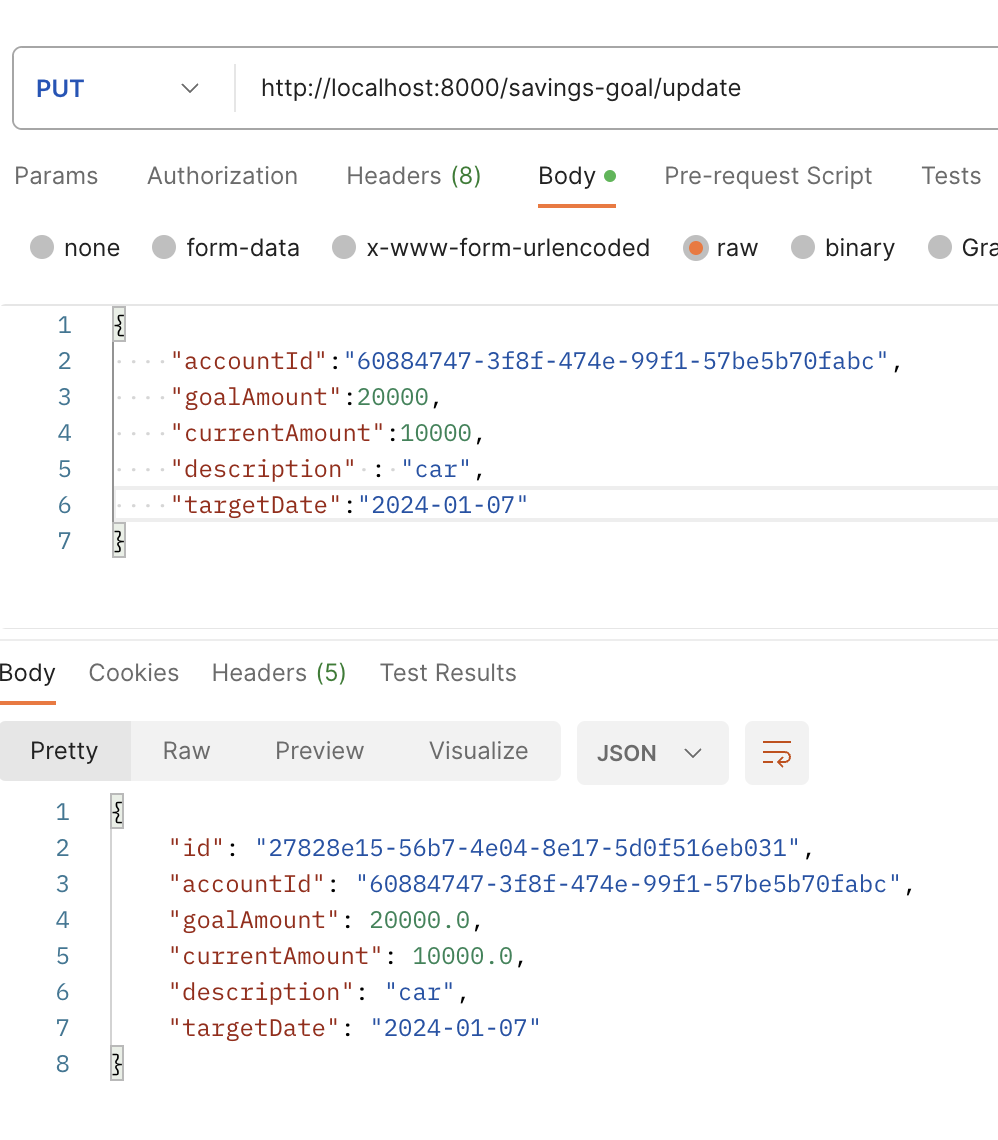 PUT http://localhost:8000/savings-goal/update
Params Authorization Headers (8) Body Pre-request Script Tests
none form-data x-www-form-urlencoded raw binary Gra
1 {
2 "accountId":"60884747-3f8f-474e-99f1-57be5b70fabc",
3 "goalAmount":20000,
4 "currentAmount":10000,
5 "description" : "car",
6 "targetDate":"2024-01-07"
7 }
Body Cookies Headers (5) Test Results
Pretty Raw Preview Visualize JSON
1 {
2 "id": "27828e15-56b7-4e04-8e17-5d0f516eb031",
3 "accountId": "60884747-3f8f-474e-99f1-57be5b70fabc",
4 "goalAmount": 20000.0,
5 "currentAmount": 10000.0,
6 "description": "car",
7 "targetDate": "2024-01-07"
8 }